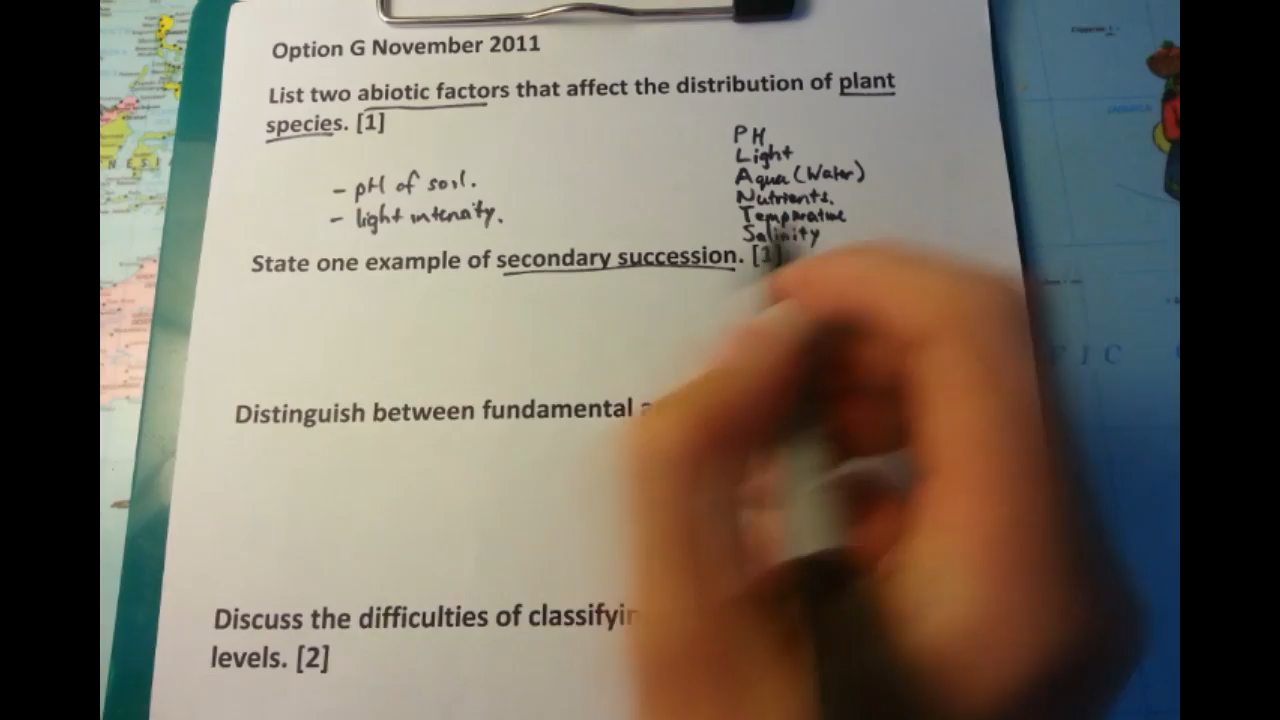 Option G November 2011
List two abiotic factors that affect the distribution of plant
species. [1]
PH
Light
Aqua (Water)
Nutrients.
Temperature
Salinity
- pH of soil.
- light intensity.
State one example of secondary succession. [1]
Distinguish between fundamental
Discuss the difficulties of
levels. [2]
FIC